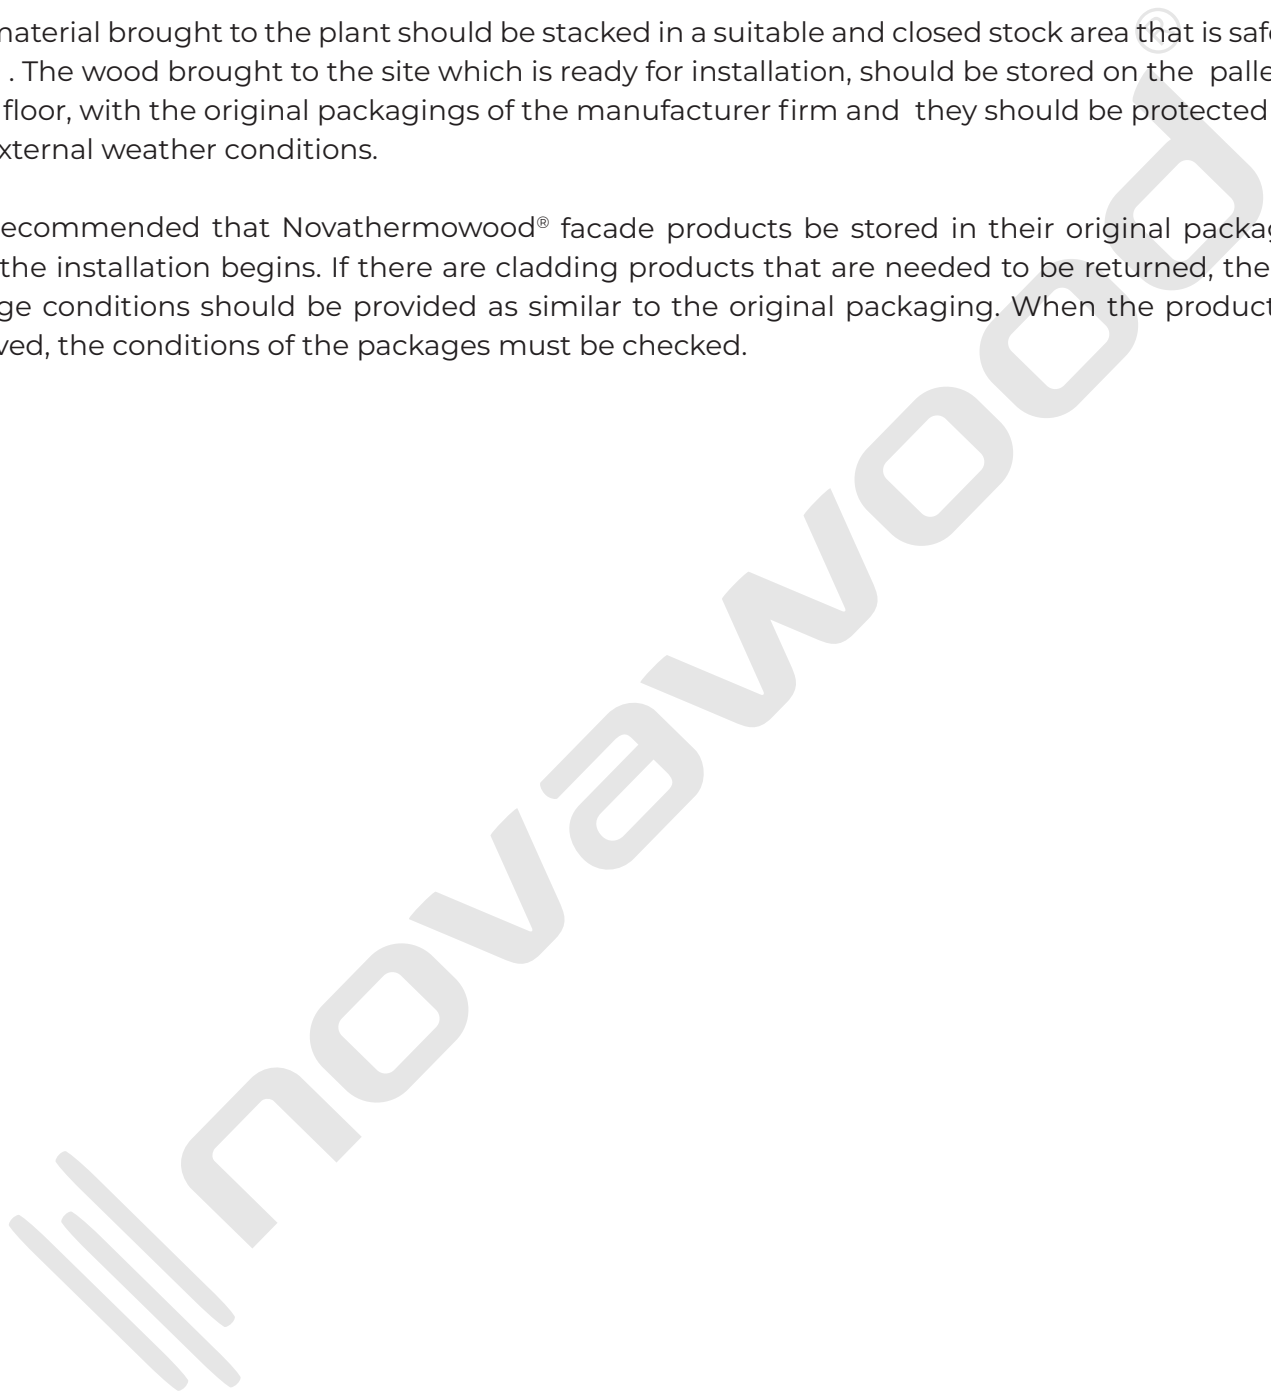 material brought to the plant should be stacked in a suitable and closed stock area that is safe
. The wood brought to the site which is ready for installation, should be stored on the palle
floor, with the original packagings of the manufacturer firm and they should be protected
xternal weather conditions.
ecommended that Novathermowood® facade products be stored in their original packag
the installation begins. If there are cladding products that are needed to be returned, the
ge conditions should be provided as similar to the original packaging. When the product
ved, the conditions of the packages must be checked.
novawood®